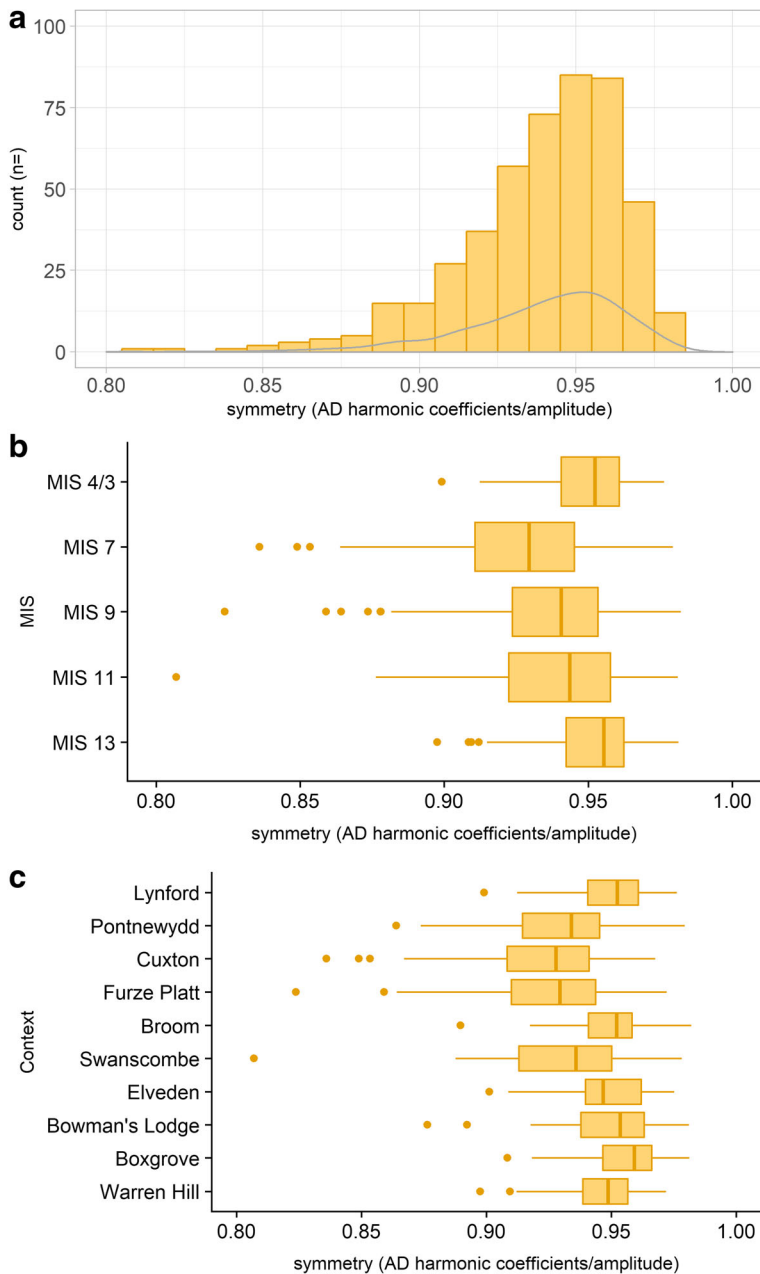 a
100
75
50
25
0
count (n=)
0.80 0.85 0.90 0.95 1.00
symmetry (AD harmonic coefficients/amplitude)
b
MIS 4/3
MIS 7
MIS 9
MIS 11
MIS 13
MIS
0.80 0.85 0.90 0.95 1.00
symmetry (AD harmonic coefficients/amplitude)
c
Lynford
Pontnewydd
Cuxton
Furze Platt
Broom
Swanscombe
Elveden
Bowman's Lodge
Boxgrove
Warren Hill
Context
0.80 0.85 0.90 0.95 1.00
symmetry (AD harmonic coefficients/amplitude)